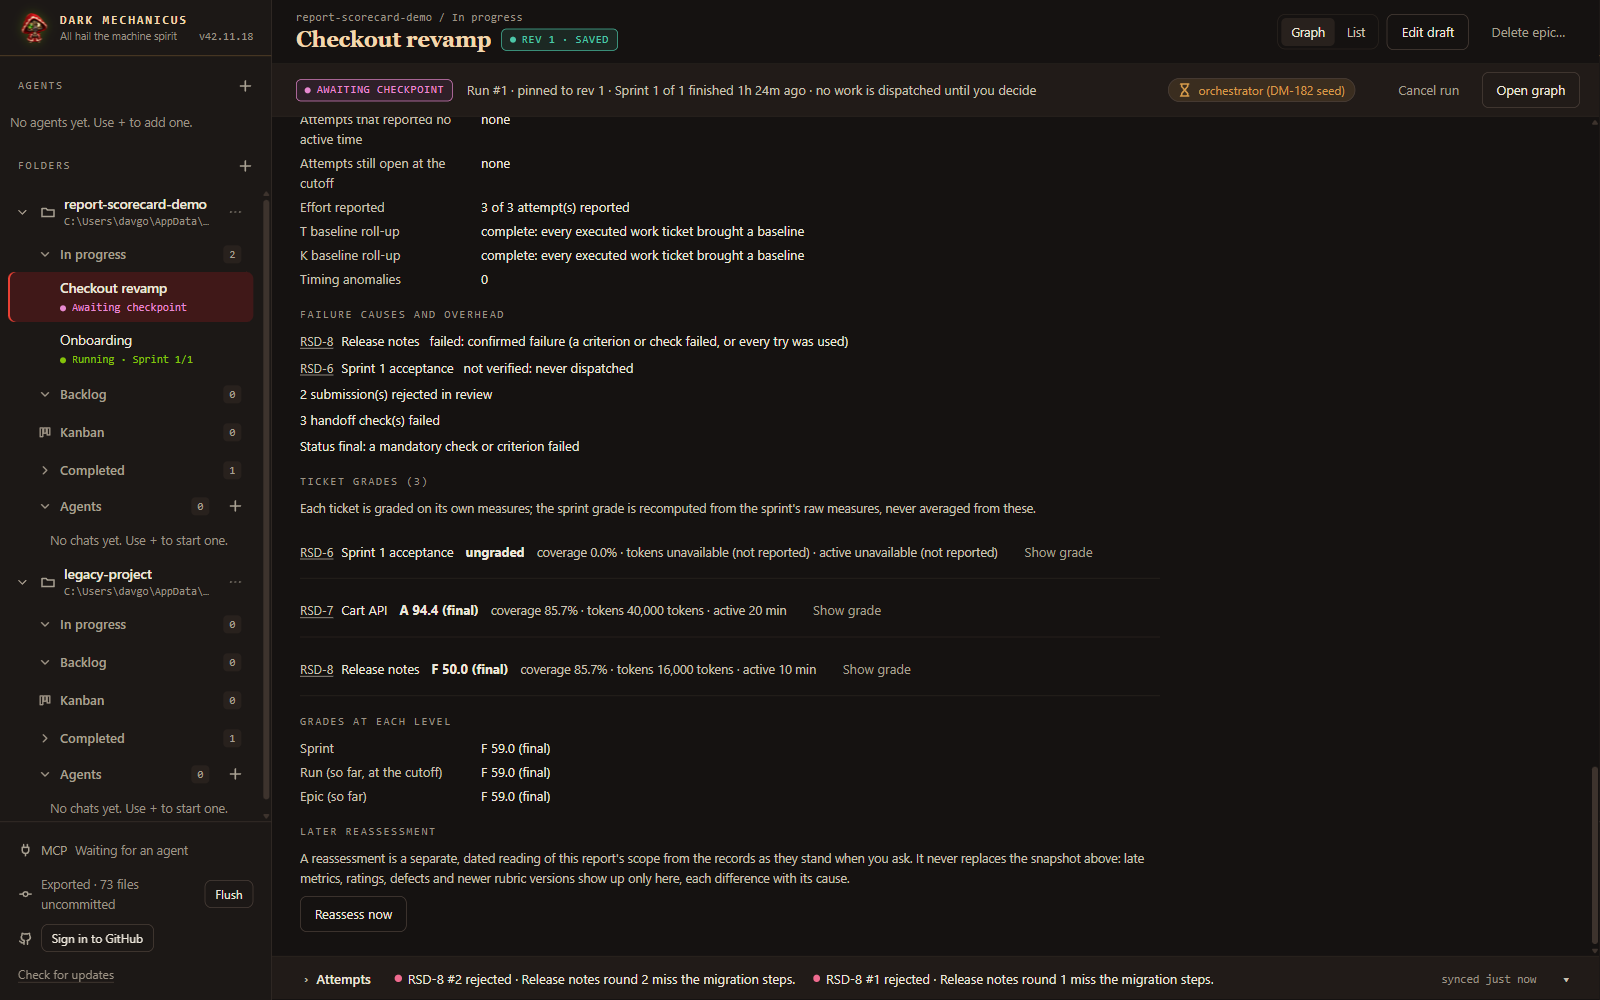 DARK MECHANICUS
All hail the machine spirit v42.11.18
AGENTS
No agents yet. Use + to add one.
FOLDERS
report-scorecard-demo
C:\Users\davgo\AppData\…
In progress 2
Checkout revamp
Awaiting checkpoint
Onboarding
Running · Sprint 1/1
Backlog 0
Kanban 0
Completed 1
Agents 0
No chats yet. Use + to start one.
legacy-project
C:\Users\davgo\AppData\…
In progress 0
Backlog 0
Kanban 0
Completed 1
Agents 0
No chats yet. Use + to start one.
MCP Waiting for an agent
Exported · 73 files
uncommitted
Flush
Sign in to GitHub
Check for updates
report-scorecard-demo / In progress
Checkout revamp
REV 1 · SAVED
Graph List Edit draft Delete epic…
AWAITING CHECKPOINT Run #1 · pinned to rev 1 · Sprint 1 of 1 finished 1h 24m ago · no work is dispatched until you decide
orchestrator (DM-182 seed) Cancel run Open graph
Attempts that reported no none
active time
Attempts still open at the none
cutoff
Effort reported 3 of 3 attempt(s) reported
T baseline roll-up complete: every executed work ticket brought a baseline
K baseline roll-up complete: every executed work ticket brought a baseline
Timing anomalies 0
FAILURE CAUSES AND OVERHEAD
RSD-8 Release notes failed: confirmed failure (a criterion or check failed, or every try was used)
RSD-6 Sprint 1 acceptance not verified: never dispatched
2 submission(s) rejected in review
3 handoff check(s) failed
Status final: a mandatory check or criterion failed
TICKET GRADES (3)
Each ticket is graded on its own measures; the sprint grade is recomputed from the sprint's raw measures, never averaged from these.
RSD-6 Sprint 1 acceptance ungraded coverage 0.0% · tokens unavailable (not reported) · active unavailable (not reported) Show grade
RSD-7 Cart API A 94.4 (final) coverage 85.7% · tokens 40,000 tokens · active 20 min Show grade
RSD-8 Release notes F 50.0 (final) coverage 85.7% · tokens 16,000 tokens · active 10 min Show grade
GRADES AT EACH LEVEL
Sprint F 59.0 (final)
Run (so far, at the cutoff) F 59.0 (final)
Epic (so far) F 59.0 (final)
LATER REASSESSMENT
A reassessment is a separate, dated reading of this report's scope from the records as they stand when you ask. It never replaces the snapshot above: late
metrics, ratings, defects and newer rubric versions show up only here, each difference with its cause.
Reassess now
Attempts RSD-8 #2 rejected · Release notes round 2 miss the migration steps. RSD-8 #1 rejected · Release notes round 1 miss the migration steps. synced just now